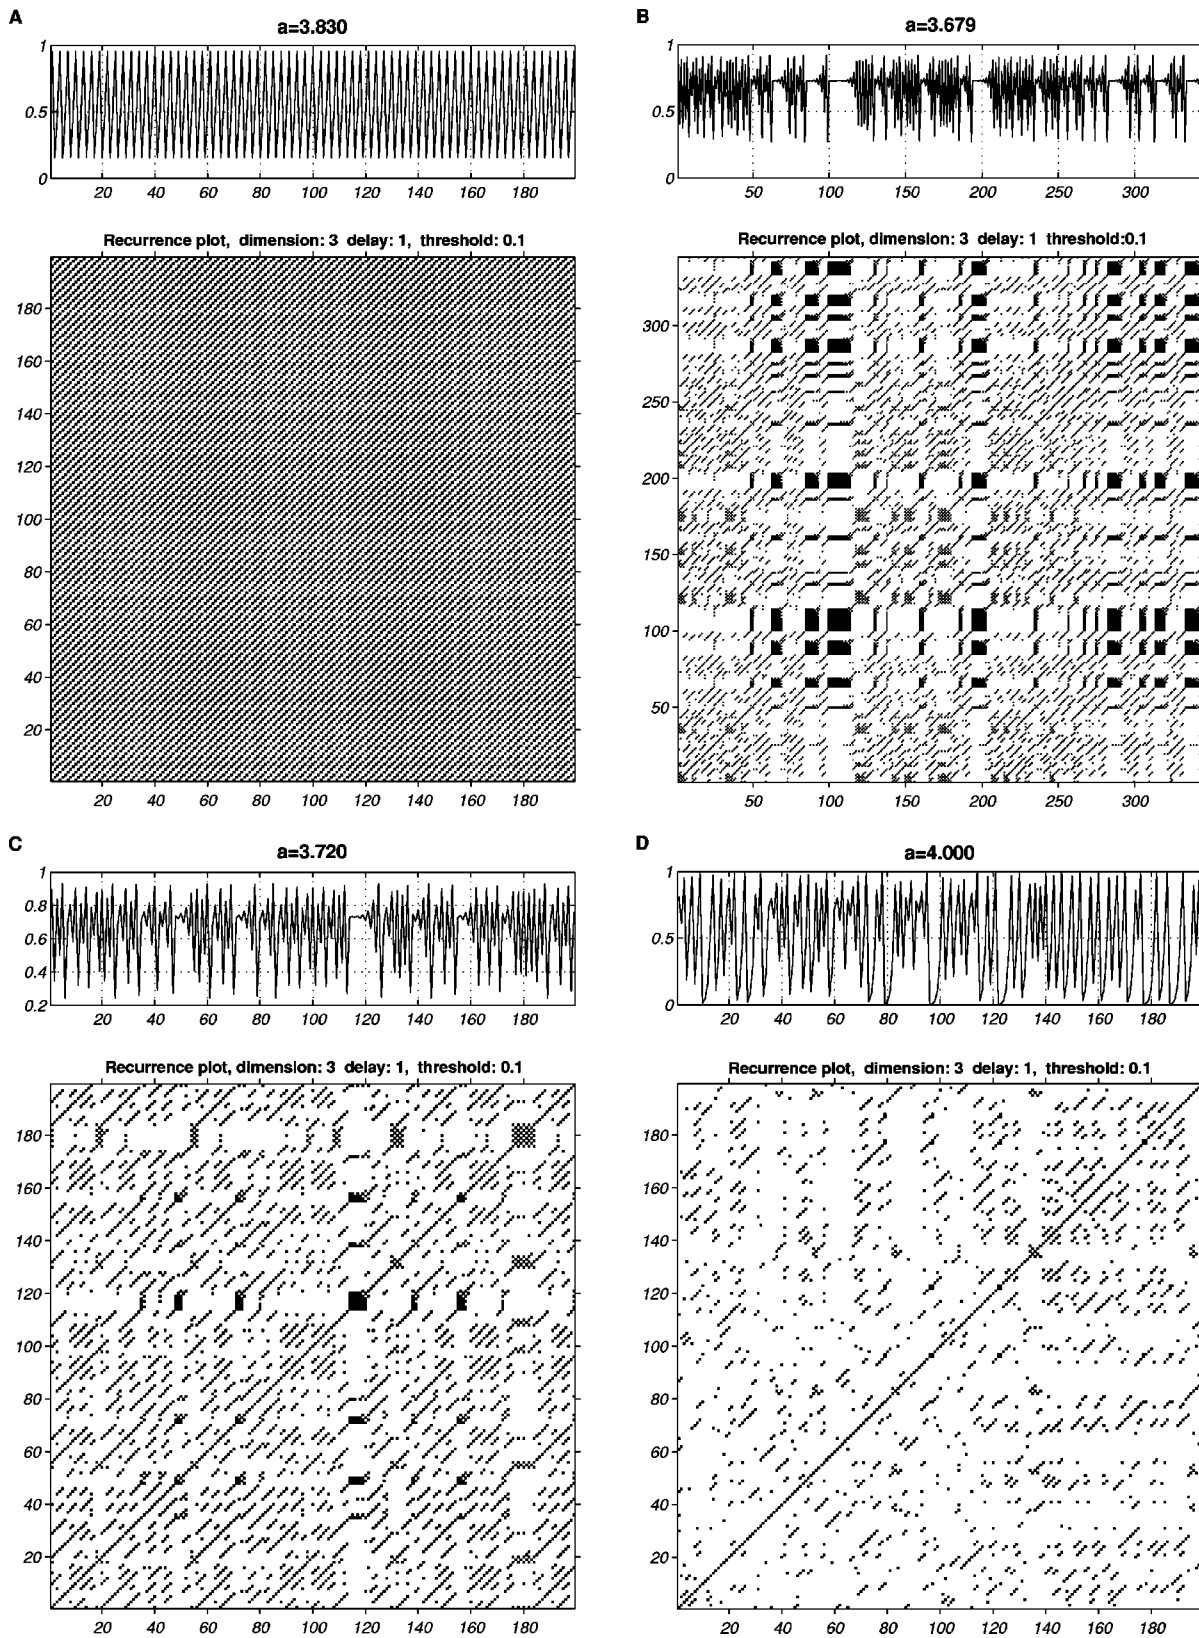 A
a=3.830
1
0.5
0
20 40 60 80 100 120 140 160 180
Recurrence plot, dimension: 3 delay: 1, threshold: 0.1
180
160
140
120
100
80
60
40
20
20 40 60 80 100 120 140 160 180
B
a=3.679
1
0.5
0
50 100 150 200 250 300
Recurrence plot, dimension: 3 delay: 1 threshold:0.1
300
250
200
150
100
50
50 100 150 200 250 300
C
a=3.720
1
0.8
0.6
0.4
0.2
20 40 60 80 100 120 140 160 180
Recurrence plot, dimension: 3 delay: 1, threshold: 0.1
180
160
140
120
100
80
60
40
20
20 40 60 80 100 120 140 160 180
D
a=4.000
1
0.5
0
20 40 60 80 100 120 140 160 180
Recurrence plot, dimension: 3 delay: 1, threshold: 0.1
180
160
140
120
100
80
60
40
20
20 40 60 80 100 120 140 160 180